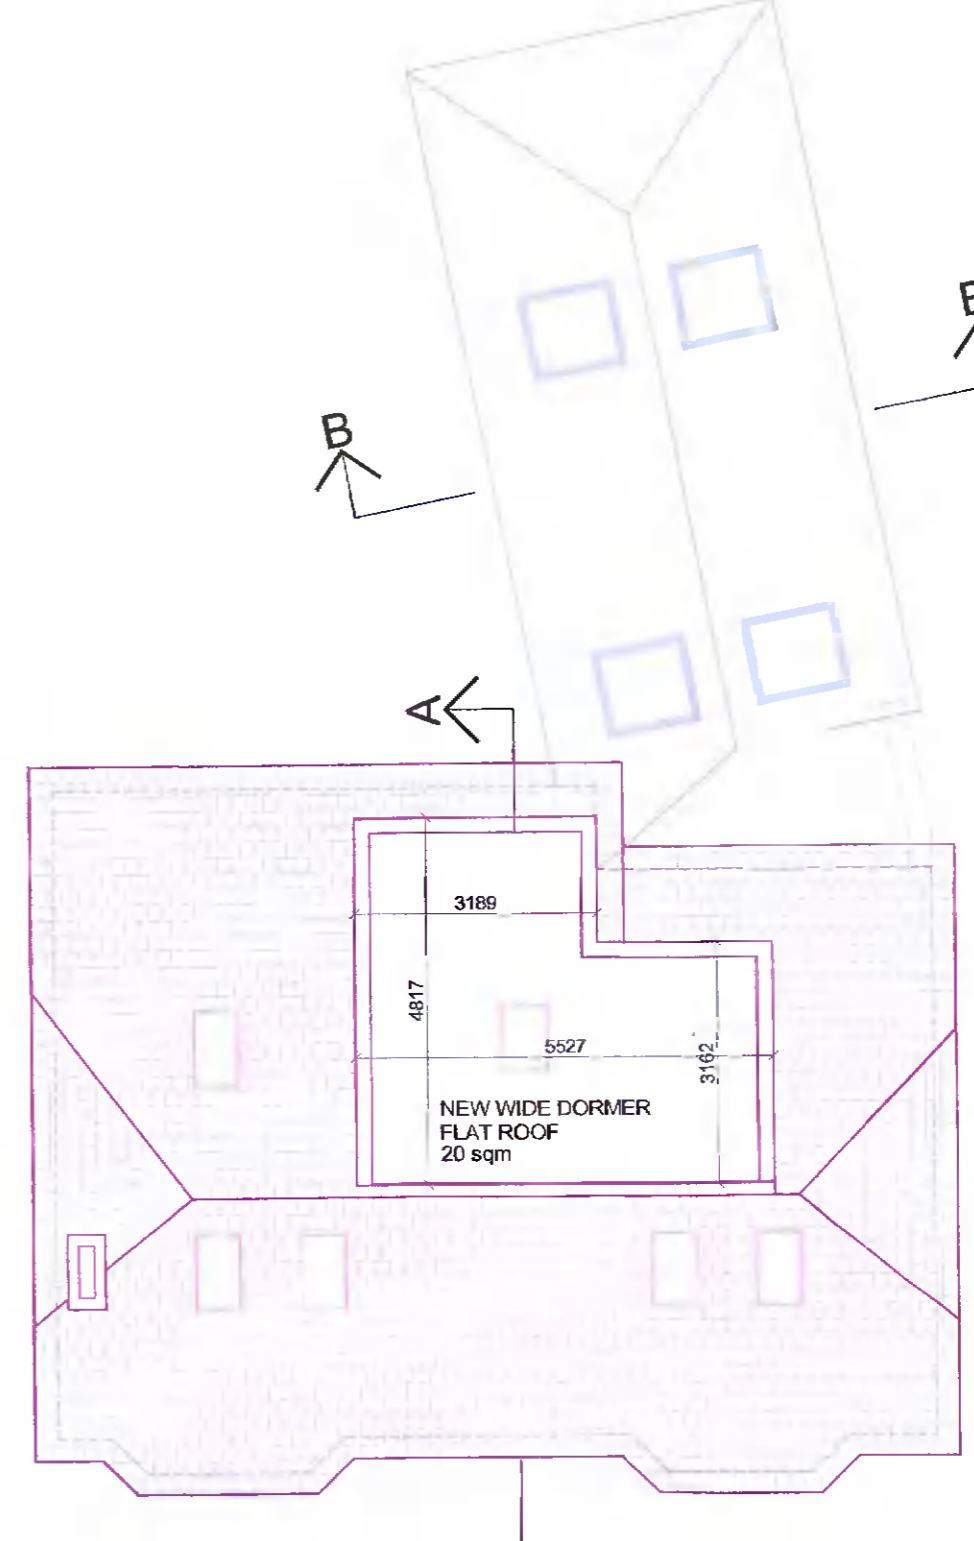 B
B
A
3189
4817
5527
3162
NEW WIDE DORMER
FLAT ROOF
20 sqm